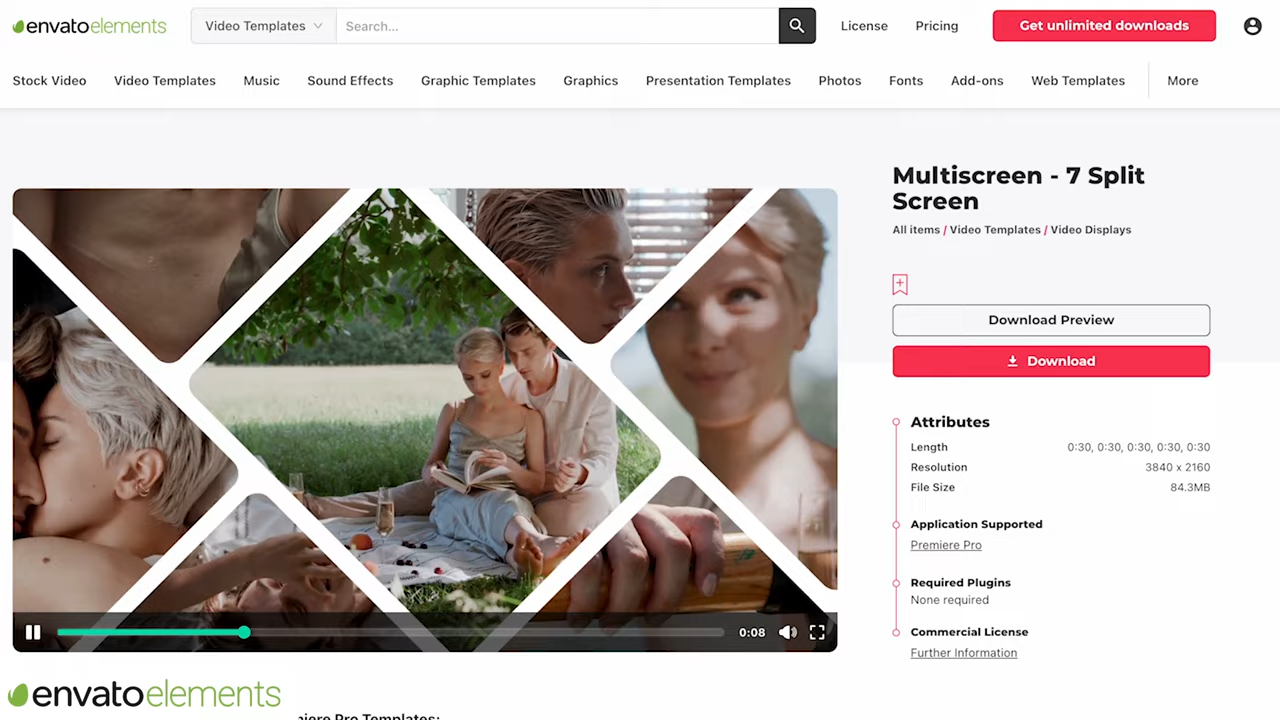 envatoelements
Video Templates
Search...
License
Pricing
Get unlimited downloads
Stock Video
Video Templates
Music
Sound Effects
Graphic Templates
Graphics
Presentation Templates
Photos
Fonts
Add-ons
Web Templates
More
Multiscreen - 7 Split
Screen
All items / Video Templates / Video Displays
Download Preview
Download
Attributes
Length 0:30, 0:30, 0:30, 0:30, 0:30
Resolution 3840 x 2160
File Size 84.3MB
Application Supported
Premiere Pro
Required Plugins
None required
Commercial License
Further Information
0:08
envatoelements
Pro Templates: